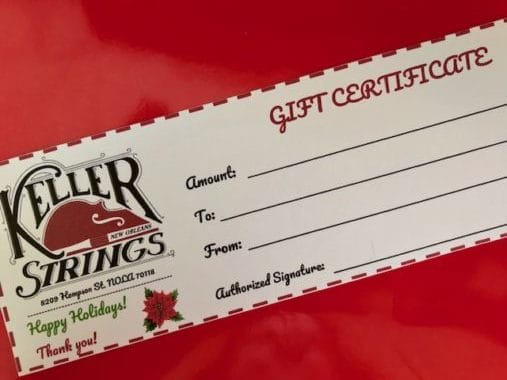 GIFT CERTIFICATE
KELLER
NEW ORLEANS
STRINGS
8209 Hampson St. NOLA 70118
Happy Holidays!
Thank you!
Amount:
To:
From:
Authorized Signature: